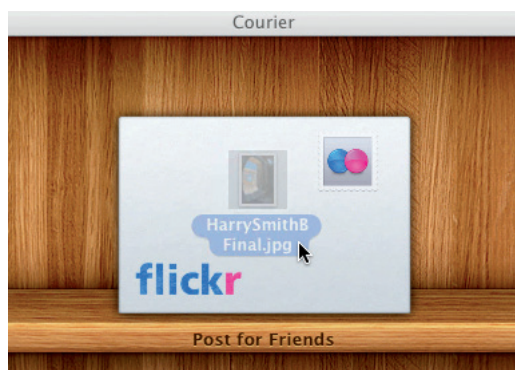 Courier
HarrySmithB
Final.jpg
flickr
Post for Friends